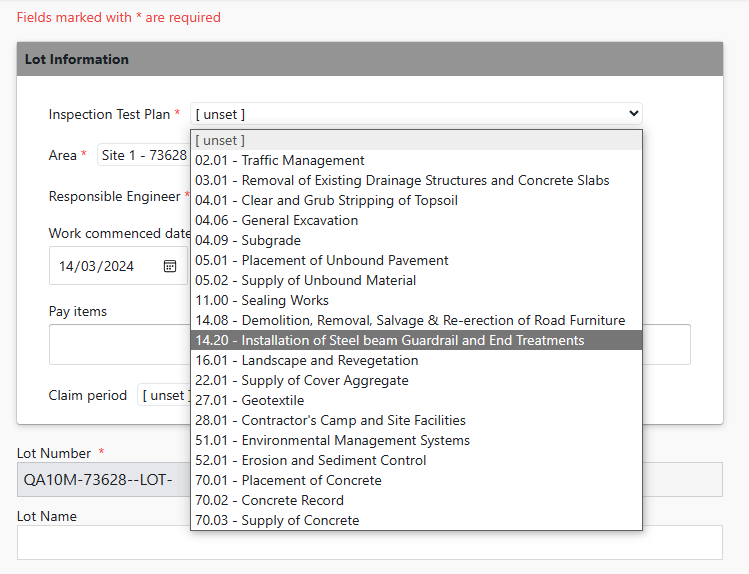 Fields marked with * are required
Lot Information
Inspection Test Plan * [ unset ]
[ unset ]
02.01 - Traffic Management
03.01 - Removal of Existing Drainage Structures and Concrete Slabs
04.01 - Clear and Grub Stripping of Topsoil
04.06 - General Excavation
04.09 - Subgrade
05.01 - Placement of Unbound Pavement
05.02 - Supply of Unbound Material
11.00 - Sealing Works
14.08 - Demolition, Removal, Salvage & Re-erection of Road Furniture
14.20 - Installation of Steel beam Guardrail and End Treatments
16.01 - Landscape and Revegetation
22.01 - Supply of Cover Aggregate
27.01 - Geotextile
28.01 - Contractor's Camp and Site Facilities
51.01 - Environmental Management Systems
52.01 - Erosion and Sediment Control
70.01 - Placement of Concrete
70.02 - Concrete Record
70.03 - Supply of Concrete
Area * Site 1 - 73628
Responsible Engineer *
Work commenced date
14/03/2024
Pay items
Claim period [ unset ]
Lot Number *
QA10M-73628--LOT-
Lot Name